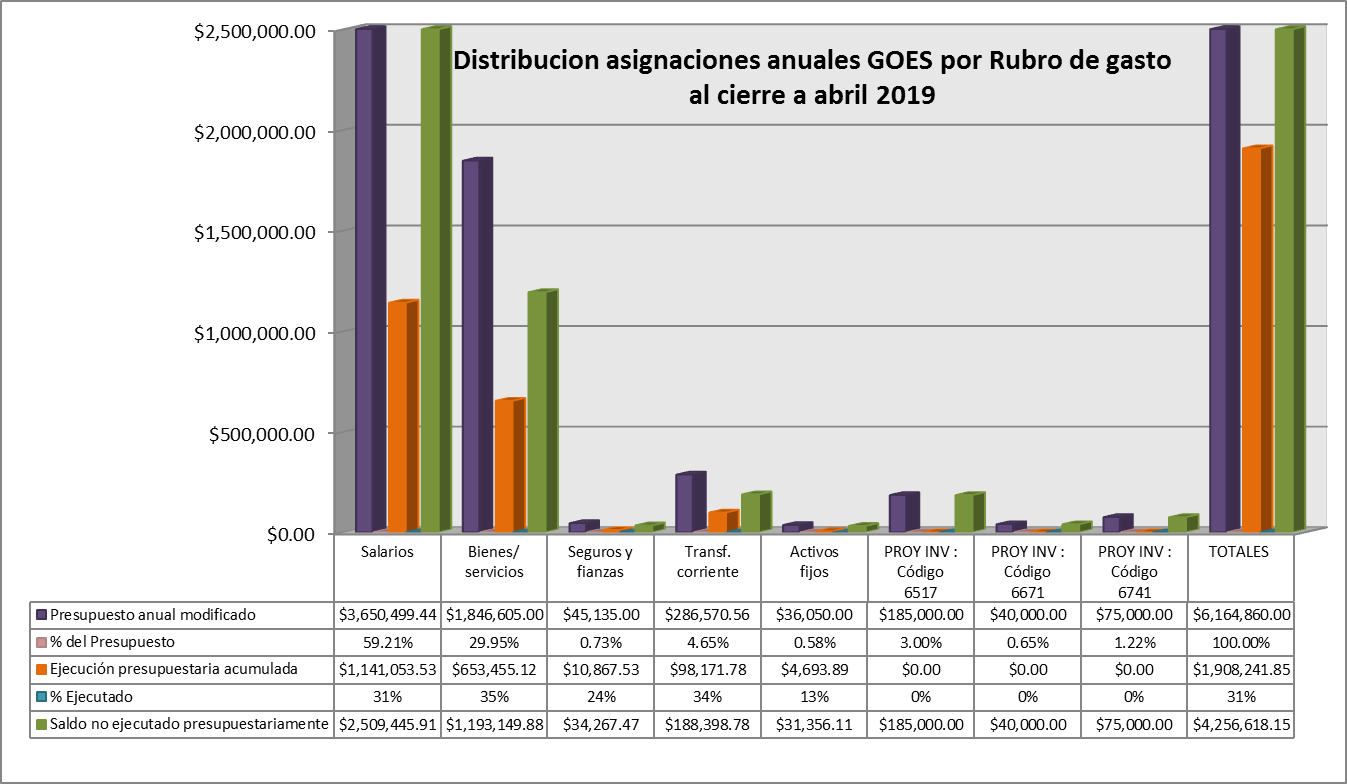 Distribucion asignaciones anuales GOES por Rubro de gasto
al cierre a abril 2019
$2,500,000.00
$2,000,000.00
$1,500,000.00
$1,000,000.00
$500,000.00
$0.00
Salarios Bienes/ servicios Seguros y fianzas Transf. corriente Activos fijos PROY INV : Código 6517 PROY INV : Código 6671 PROY INV : Código 6741 TOTALES
Presupuesto anual modificado $3,650,499.44 $1,846,605.00 $45,135.00 $286,570.56 $36,050.00 $185,000.00 $40,000.00 $75,000.00 $6,164,860.00
% del Presupuesto 59.21% 29.95% 0.73% 4.65% 0.58% 3.00% 0.65% 1.22% 100.00%
Ejecución presupuestaria acumulada $1,141,053.53 $653,455.12 $10,867.53 $98,171.78 $4,693.89 $0.00 $0.00 $0.00 $1,908,241.85
% Ejecutado 31% 35% 24% 34% 13% 0% 0% 0% 31%
Saldo no ejecutado presupuestariamente $2,509,445.91 $1,193,149.88 $34,267.47 $188,398.78 $31,356.11 $185,000.00 $40,000.00 $75,000.00 $4,256,618.15